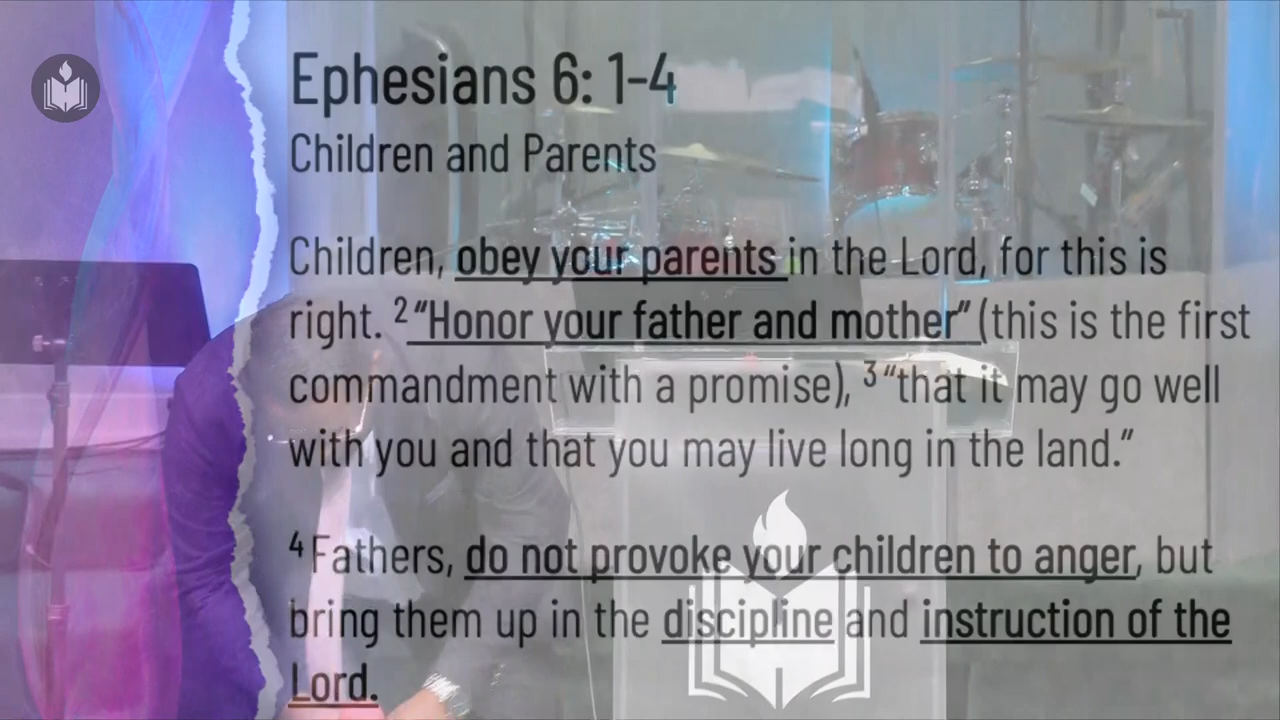 Ephesians 6: 1-4
Children and Parents
Children, obey your parents in the Lord, for this is
right. ²“Honor your father and mother” (this is the first
commandment with a promise), ³“that it may go well
with you and that you may live long in the land.”
⁴Fathers, do not provoke your children to anger, but
bring them up in the discipline and instruction of the
Lord.